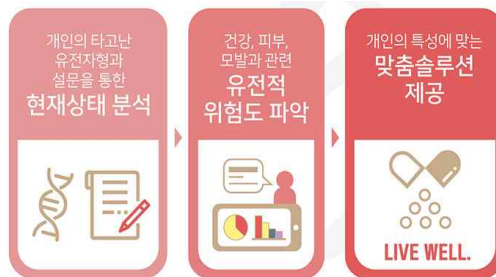 개인의 타고난
유전자형과
설문을 통한
현재상태 분석
건강, 피부,
모발과 관련
유전적
위험도 파악
개인의 특성에 맞는
맞춤솔루션
제공
LIVE WELL.